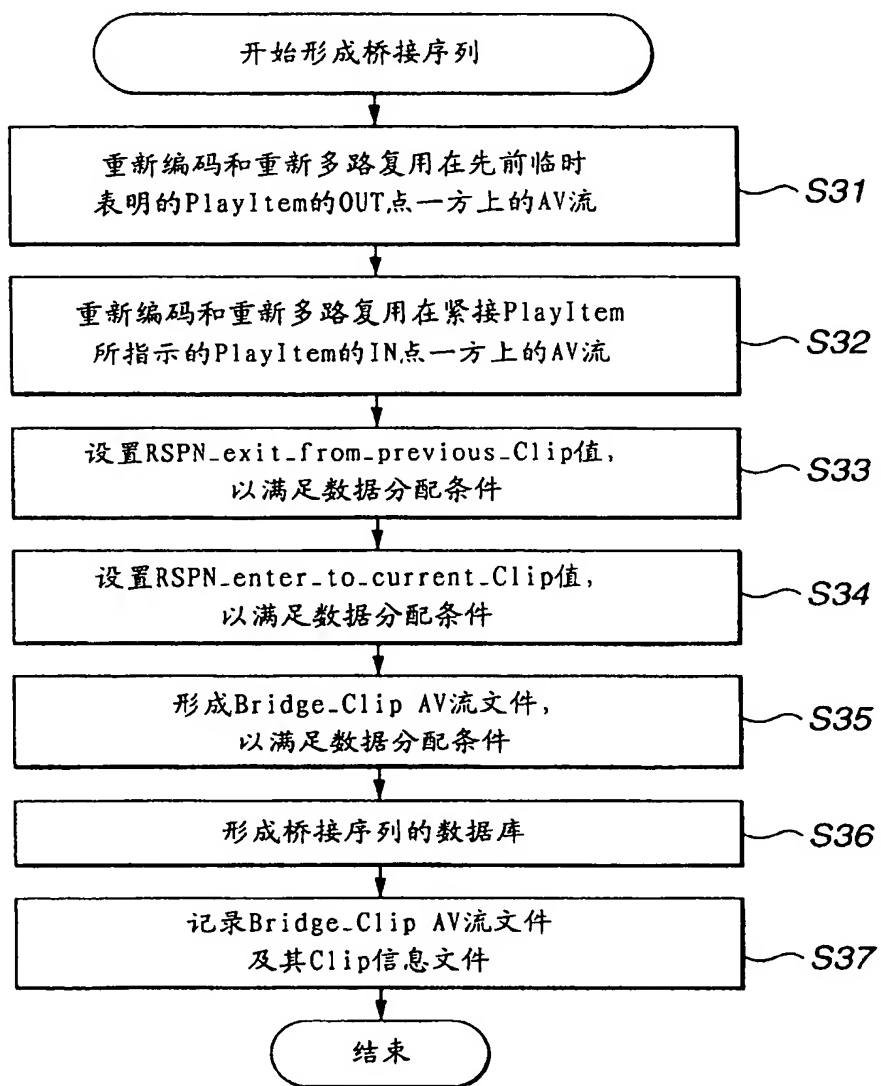 开始形成桥接序列
重新编码和重新多路复用在先前临时
表明的PlayItem的OUT点一方上的AV流
S31
重新编码和重新多路复用在紧接PlayItem
所指示的PlayItem的IN点一方上的AV流
S32
设置RSPN_exit_from_previous_Clip值，
以满足数据分配条件
S33
设置RSPN_enter_to_current_Clip值，
以满足数据分配条件
S34
形成Bridge_Clip AV流文件，
以满足数据分配条件
S35
形成桥接序列的数据库
S36
记录Bridge_Clip AV流文件
及其Clip信息文件
S37
结束